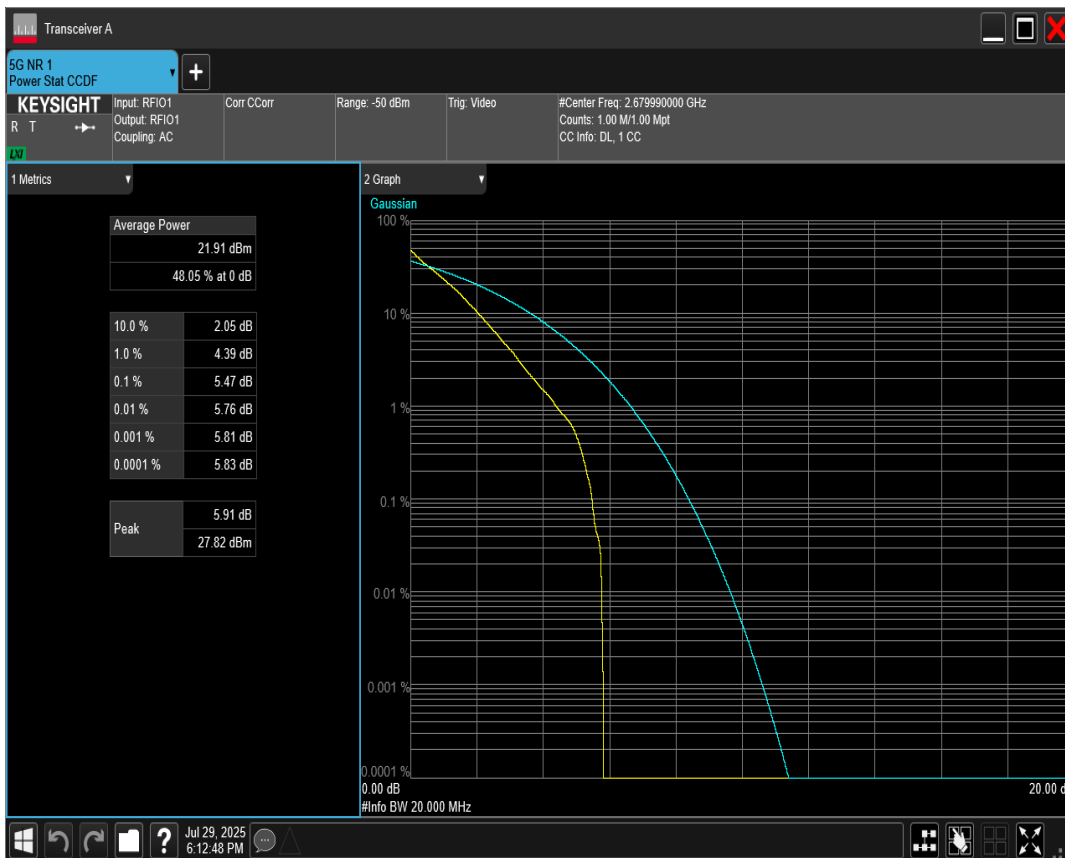 Transceiver A
5G NR 1
Power Stat CCDF
+
KEYSIGHT
R T
LXI
Input: RFIO1
Output: RFIO1
Coupling: AC
Corr CCorr
Range: -50 dBm
Trig: Video
#Center Freq: 2.679990000 GHz
Counts: 1.00 M/1.00 Mpt
CC Info: DL, 1 CC
1 Metrics
Average Power
21.91 dBm
48.05 % at 0 dB
10.0 % 2.05 dB
1.0 % 4.39 dB
0.1 % 5.47 dB
0.01 % 5.76 dB
0.001 % 5.81 dB
0.0001 % 5.83 dB
Peak 5.91 dB
27.82 dBm
2 Graph
Gaussian
100 %
10 %
1 %
0.1 %
0.01 %
0.001 %
0.0001 %
0.00 dB 20.00 d
#Info BW 20.000 MHz
?
Jul 29, 2025
6:12:48 PM